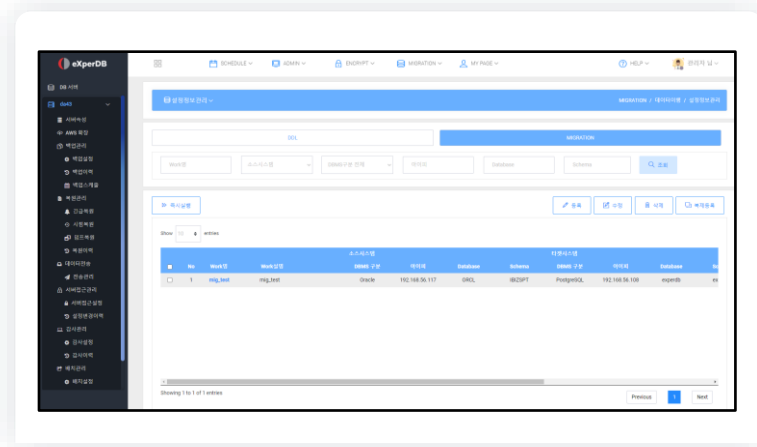 eXperDB
SCHEDULE
ADMIN
ENCRYPT
MIGRATION
MY PAGE
HELP
관리자 님
DB 서버
db43
서버속성
AWS 확장
백업관리
백업설정
백업이력
백업스케줄
복원관리
긴급복원
시점복원
덤프복원
복원이력
데이터전송
전송관리
서버접근관리
서버접근설정
설정변경이력
감사관리
감사설정
감사이력
배치관리
배치설정
설정정보관리
MIGRATION / 데이터이행 / 설정정보관리
DDL
MIGRATION
Work명
소스시스템
DBMS구분 전체
아이피
Database
Schema
조회
즉시실행
등록
수정
삭제
복제등록
Show 10 entries
소스시스템
타겟시스템
No
Work명
Work설명
DBMS 구분
아이피
Database
Schema
DBMS 구분
아이피
Database
1
mig_test
mig_test
Oracle
192.168.56.117
ORCL
IBIZSPT
PostgreSQL
192.168.56.108
experdb
Showing 1 to 1 of 1 entries
Previous
1
Next